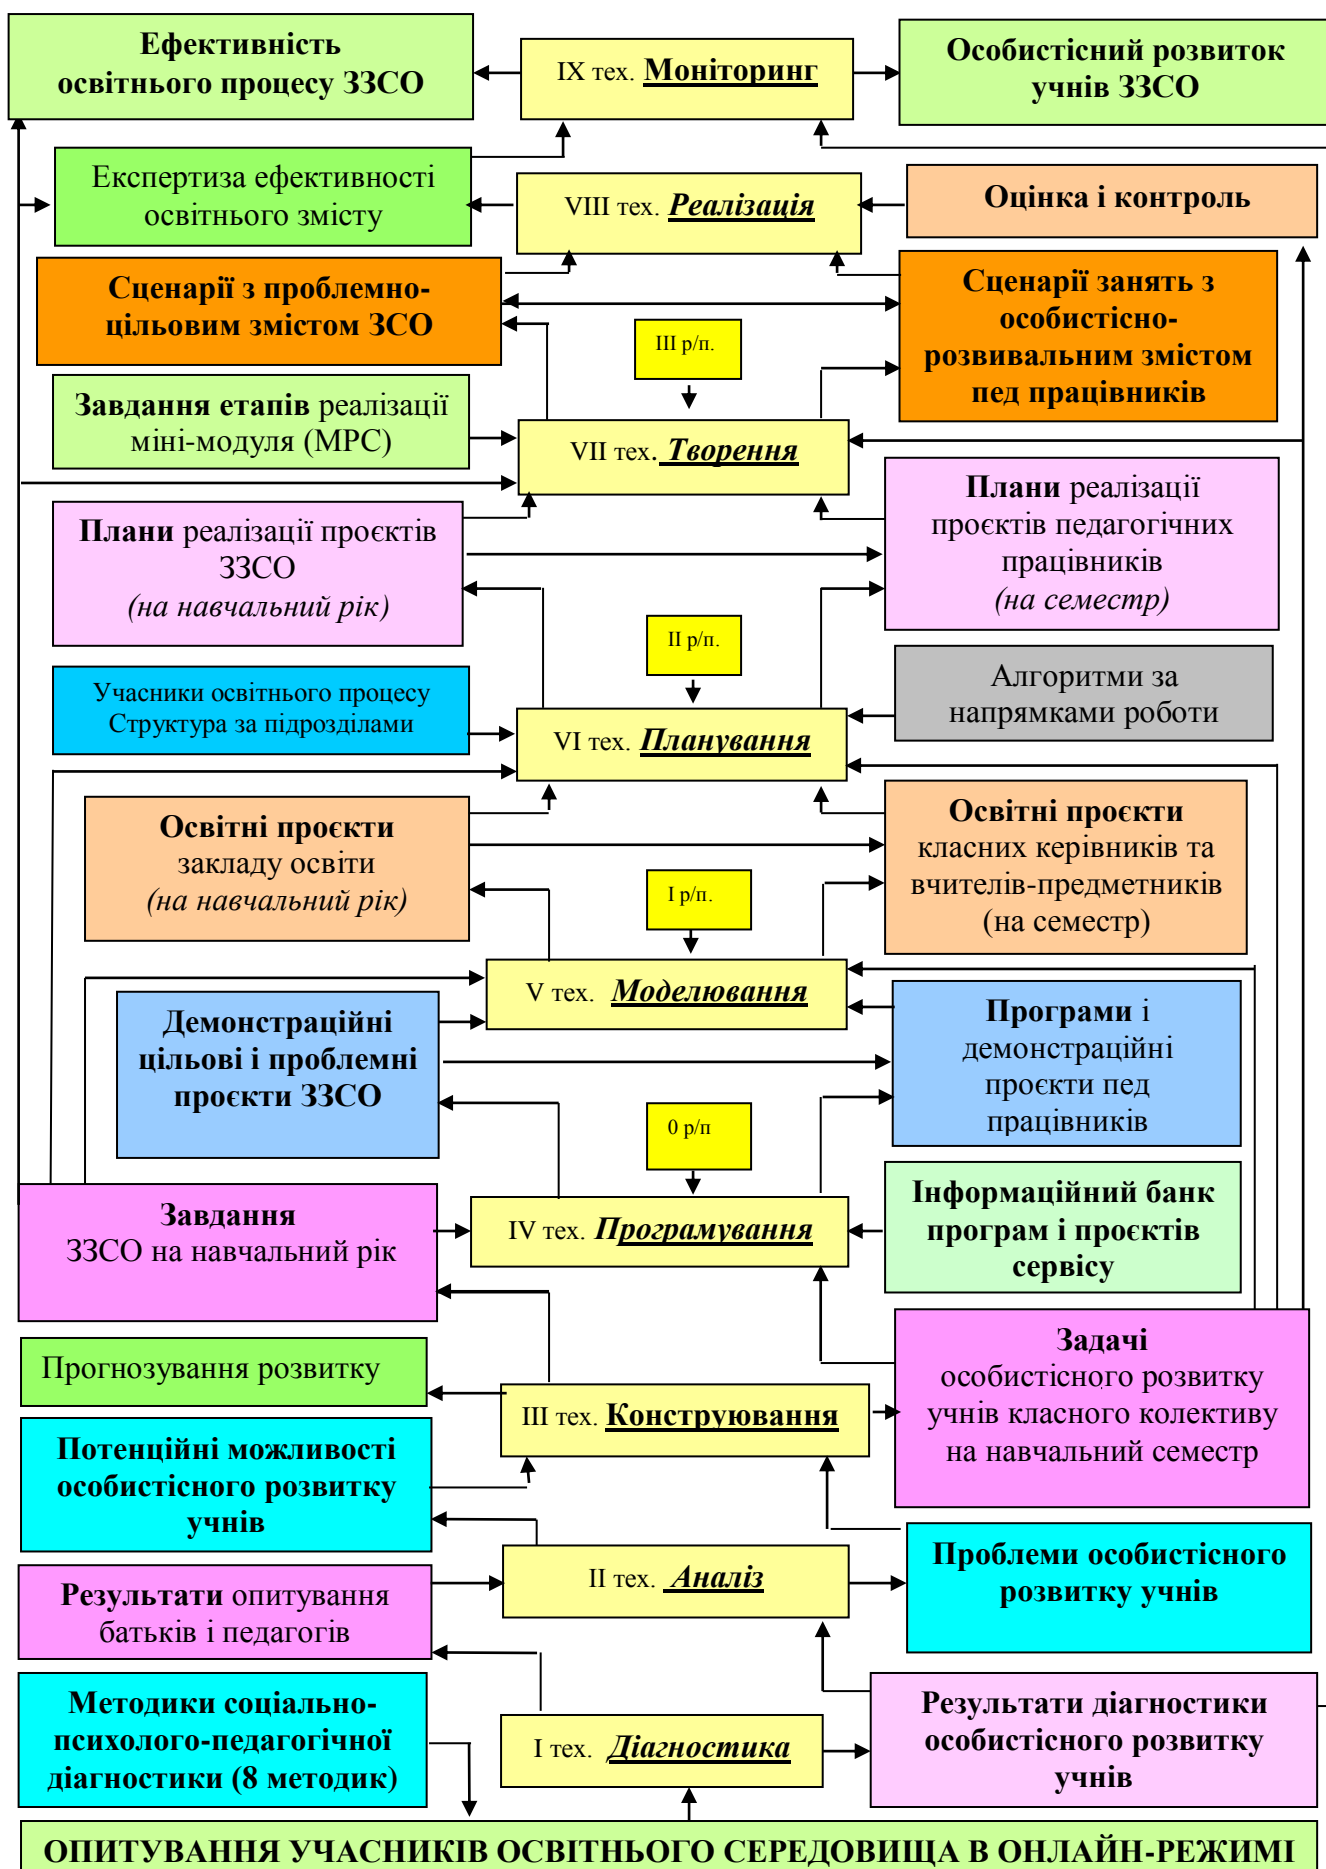 Ефективність
освітнього процесу ЗЗСО
ІХ тех. Моніторинг
Особистісний розвиток
учнів ЗЗСО
Експертиза ефективності
освітнього змісту
VIII тех. Реалізація
Оцінка і контроль
Сценарії з проблемно-
цільовим змістом ЗСО
Сценарії занять з
особистісно-
розвивальним змістом
пед працівників
ІІІ р/п.
Завдання етапів реалізації
міні-модуля (МРС)
VII тех. Творення
Плани реалізації проєктів
ЗЗСО
(на навчальний рік)
Плани реалізації
проєктів педагогічних
працівників
(на семестр)
ІІ р/п.
Учасники освітнього процесу
Структура за підрозділами
VI тех. Планування
Алгоритми за
напрямками роботи
Освітні проєкти
закладу освіти
(на навчальний рік)
Освітні проєкти
класних керівників та
вчителів-предметників
(на семестр)
І р/п.
V тех. Моделювання
Демонстраційні
цільові і проблемні
проєкти ЗЗСО
Програми і
демонстраційні
проєкти пед
працівників
0 р/п
Завдання
ЗЗСО на навчальний рік
IV тех. Програмування
Інформаційний банк
програм і проєктів
сервісу
Прогнозування розвитку
ІІІ тех. Конструювання
Задачі
особистісного розвитку
учнів класного колективу
на навчальний семестр
Потенційні можливості
особистісного розвитку
учнів
ІІ тех. Аналіз
Проблеми особистісного
розвитку учнів
Результати опитування
батьків і педагогів
Методики соціально-
психолого-педагогічної
діагностики (8 методик)
І тех. Діагностика
Результати діагностики
особистісного розвитку
учнів
ОПИТУВАННЯ УЧАСНИКІВ ОСВІТНЬОГО СЕРЕДОВИЩА В ОНЛАЙН-РЕЖИМІ